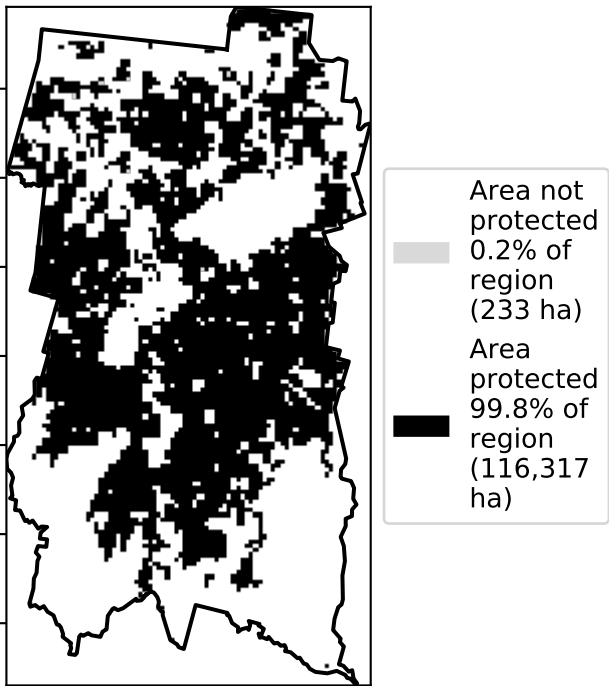 Area not
protected
0.2% of
region
(233 ha)
Area
protected
99.8% of
region
(116,317
ha)